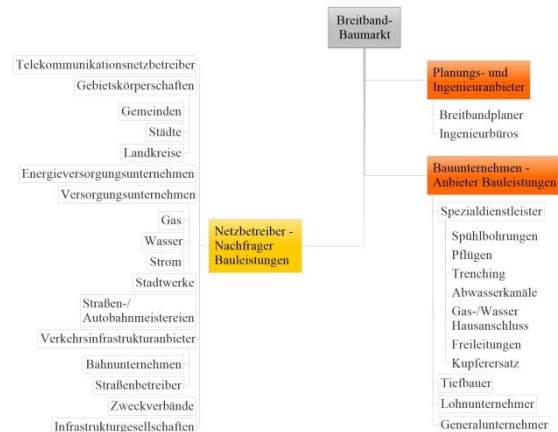 Breitband-
Baumarkt
Telekommunikationsnetzbetreiber
Gebietskörperschaften
Gemeinden
Städte
Landkreise
Energieversorgungsunternehmen
Versorgungsunternehmen
Gas
Wasser
Strom
Stadtwerke
Straßen-/
Autobahnmeistereien
Verkehrsinfrastrukturanbieter
Bahnunternehmen
Straßenbetreiber
Zweckverbände
Infrastrukturgesellschaften
Netzbetreiber -
Nachfrager
Bauleistungen
Planungs- und
Ingenieuranbieter
Breitbandplaner
Ingenieurbüros
Bauunternehmen -
Anbieter Bauleistungen
Spezialdienstleister
Spühlbohrungen
Pflügen
Trenching
Abwasserkanäle
Gas-/Wasser
Hausanschluss
Freileitungen
Kupferersatz
Tiefbauer
Lohnunternehmer
Generalunternehmer